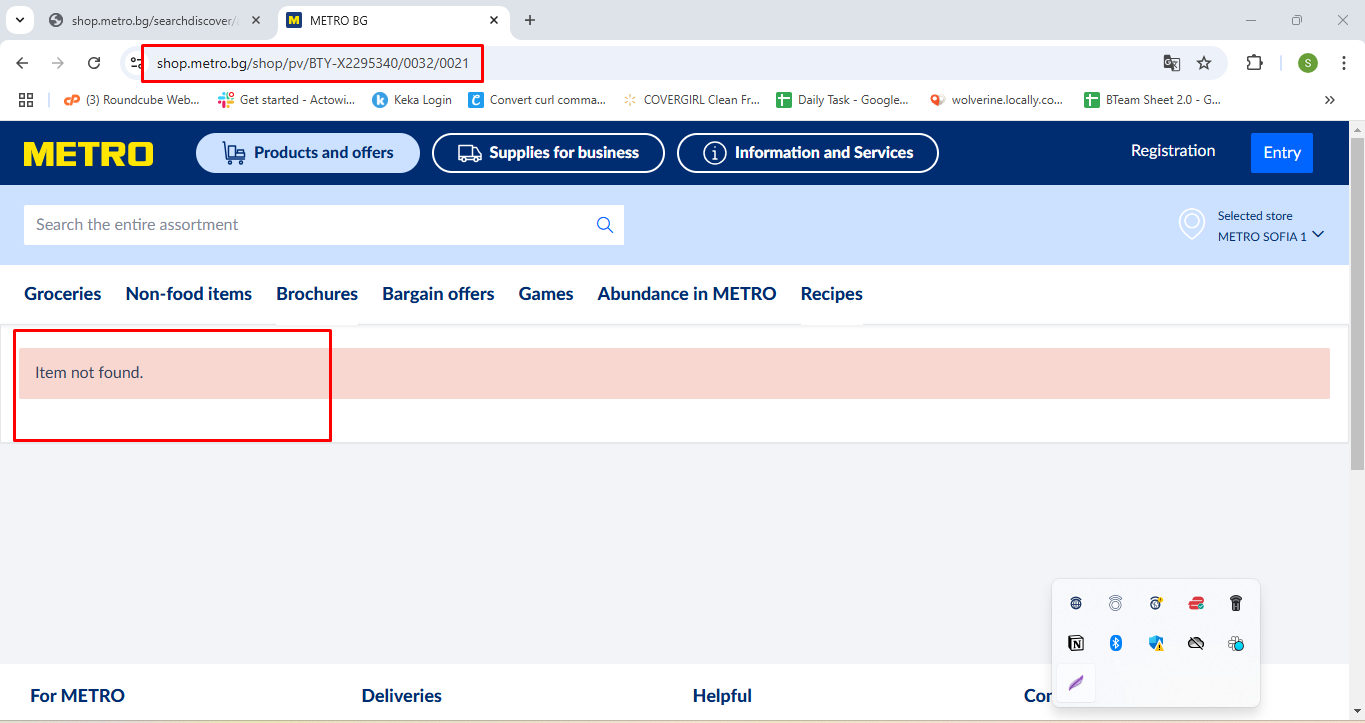 shop.metro.bg/searchdiscover/
METRO BG
shop.metro.bg/shop/pv/BTY-X2295340/0032/0021
S
(3) Roundcube Web...
Get started - Actowi...
Keka Login
Convert curl comma...
COVERGIRL Clean Fr...
Daily Task - Google...
wolverine.locally.co...
BTeam Sheet 2.0 - G...
METRO
Products and offers
Supplies for business
Information and Services
Registration
Entry
Search the entire assortment
Selected store
METRO SOFIA 1
Groceries
Non-food items
Brochures
Bargain offers
Games
Abundance in METRO
Recipes
Item not found.
For METRO
Deliveries
Helpful